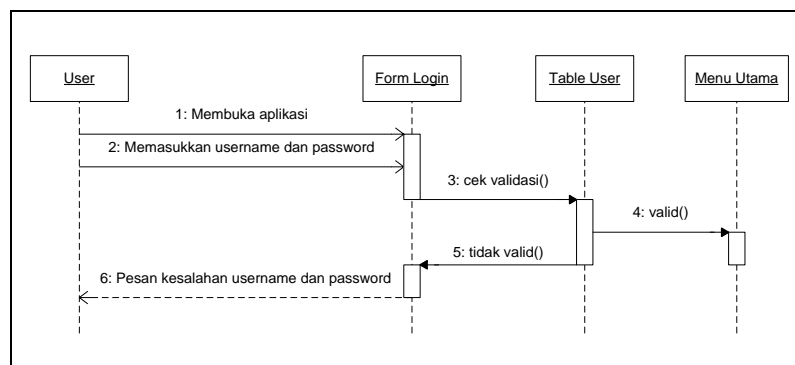 User
Form Login
Table User
Menu Utama
1: Membuka aplikasi
2: Memasukkan username dan password
3: cek validasi()
4: valid()
5: tidak valid()
6: Pesan kesalahan username dan password